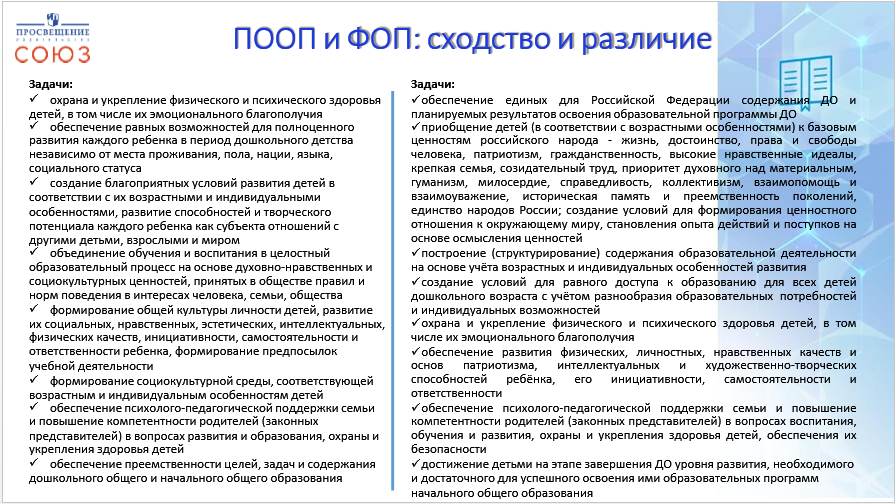 ПРОСВЕЩЕНИЕ
ИЗДАТЕЛЬСТВО
СОЮЗ
ПООП и ФОП: сходство и различие
Задачи:
✓ охрана и укрепление физического и психического здоровья
детей, в том числе их эмоционального благополучия
✓ обеспечение равных возможностей для полноценного
развития каждого ребенка в период дошкольного детства
независимо от места проживания, пола, нации, языка,
социального статуса
✓ создание благоприятных условий развития детей в
соответствии с их возрастными и индивидуальными
особенностями, развитие способностей и творческого
потенциала каждого ребенка как субъекта отношений с
другими детьми, взрослыми и миром
✓ объединение обучения и воспитания в целостный
образовательный процесс на основе духовно-нравственных и
социокультурных ценностей, принятых в обществе правил и
норм поведения в интересах человека, семьи, общества
✓ формирование общей культуры личности детей, развитие
их социальных, нравственных, эстетических, интеллектуальных,
физических качеств, инициативности, самостоятельности и
ответственности ребенка, формирование предпосылок
учебной деятельности
✓ формирование социокультурной среды, соответствующей
возрастным и индивидуальным особенностям детей
✓ обеспечение психолого-педагогической поддержки семьи
и повышение компетентности родителей (законных
представителей) в вопросах развития и образования, охраны и
укрепления здоровья детей
✓ обеспечение преемственности целей, задач и содержания
дошкольного общего и начального общего образования
Задачи:
✓обеспечение единых для Российской Федерации содержания ДО и
планируемых результатов освоения образовательной программы ДО
✓приобщение детей (в соответствии с возрастными особенностями) к базовым
ценностям российского народа - жизнь, достоинство, права и свободы
человека, патриотизм, гражданственность, высокие нравственные идеалы,
крепкая семья, созидательный труд, приоритет духовного над материальным,
гуманизм, милосердие, справедливость, коллективизм, взаимопомощь и
взаимоуважение, историческая память и преемственность поколений,
единство народов России; создание условий для формирования ценностного
отношения к окружающему миру, становления опыта действий и поступков на
основе осмысления ценностей
✓построение (структурирование) содержания образовательной деятельности
на основе учёта возрастных и индивидуальных особенностей развития
✓создание условий для равного доступа к образованию для всех детей
дошкольного возраста с учётом разнообразия образовательных потребностей
и индивидуальных возможностей
✓охрана и укрепление физического и психического здоровья детей, в том
числе их эмоционального благополучия
✓обеспечение развития физических, личностных, нравственных качеств и
основ патриотизма, интеллектуальных и художественно-творческих
способностей ребёнка, его инициативности, самостоятельности и
ответственности
✓обеспечение психолого-педагогической поддержки семьи и повышение
компетентности родителей (законных представителей) в вопросах воспитания,
обучения и развития, охраны и укрепления здоровья детей, обеспечения их
безопасности
✓достижение детьми на этапе завершения ДО уровня развития, необходимого
и достаточного для успешного освоения ими образовательных программ
начального общего образования